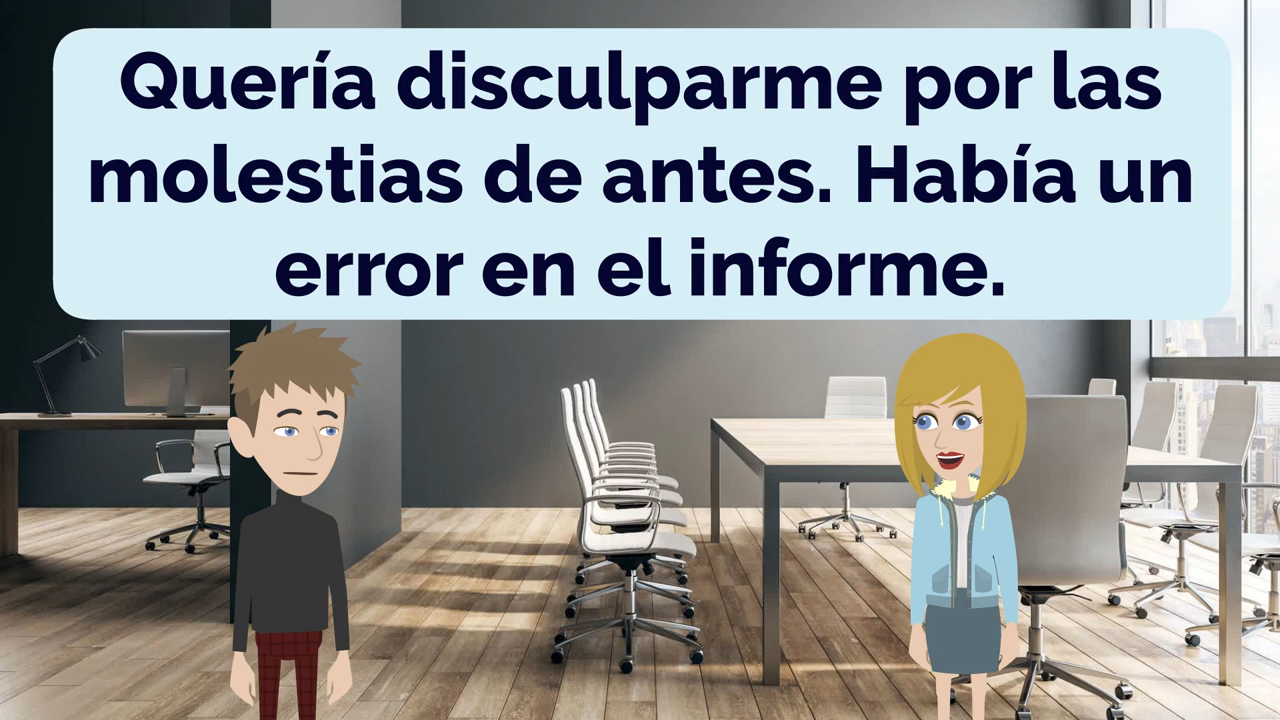 Quería disculparme por las
molestias de antes. Había un
error en el informe.